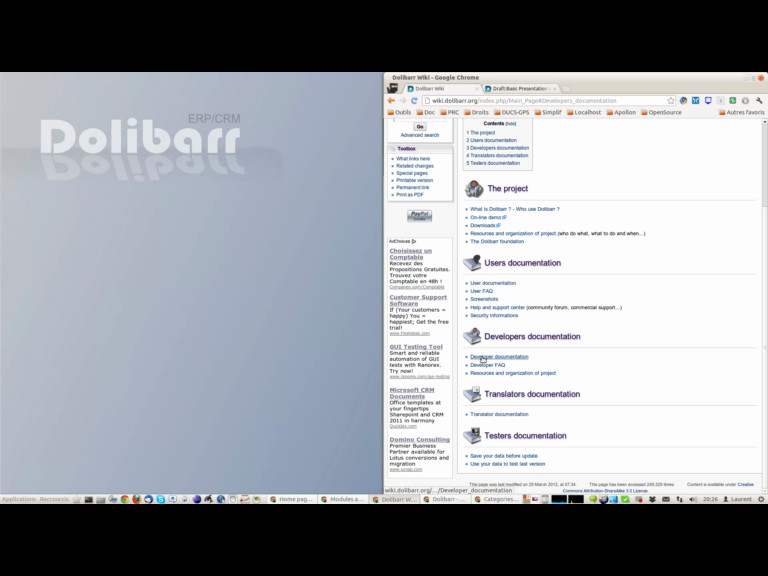 Dolibarr Wiki - Google Chrome
Dolibarr Wiki
Draft:Basic Presentation
wiki.dolibarr.org/index.php/Main_Page#Developers_documentation
Outils
Doc
PRC
Droits
DUCS-GPS
Simplif
Localhost
Apollon
OpenSource
Autres favoris
ERP/CRM
Dolibarr
Go
Advanced search
Toolbox
What links here
Related changes
Special pages
Printable version
Permanent link
Print as PDF
PayPal
AdChoices
Choisissez un
Comptable
Recevez des
Propositions Gratuites.
Trouvez votre
Comptable en 48h !
Companeo.com/Comptable
Customer Support
Software
If (Your customers =
happy) You =
happiest; Get the free
trial!
www.freshdesk.com
GUI Testing Tool
Smart and reliable
automation of GUI
tests with Ranorex.
Try now!
www.ranorex.com/gui-testing
Microsoft CRM
Documents
Office templates at
your fingertips
Sharepoint and CRM
2011 in harmony
Domino Consulting
Premier Business
Partner available for
Lotus conversions and
migration
Contents [hide]
1 The project
2 Users documentation
3 Developers documentation
4 Translators documentation
5 Testers documentation
The project
What is Dolibarr ? - Who use Dolibarr ?
On-line demo
Downloads
Resources and organization of project (who do what, what to do and when...)
The Dolibarr foundation
Users documentation
User documentation
User FAQ
Screenshots
Help and support center (community forum, commercial support...)
Security informations
Developers documentation
Developer documentation
Developer FAQ
Resources and organization of project
Translators documentation
Translator documentation
Testers documentation
Save your data before update
Use your data to test last version
This page was last modified on 29 March 2012, at 07:34.
This page has been accessed 246,329 times.
Content is available under Creative
Commons Attribution-ShareAlike 3.0 License
wiki.dolibarr.org/.../Developer_documentation
Applications
Raccourcis
Home pag...
Modules a...
Dolibarr W...
Dolibarr -...
Categories...
20:26
Laurent